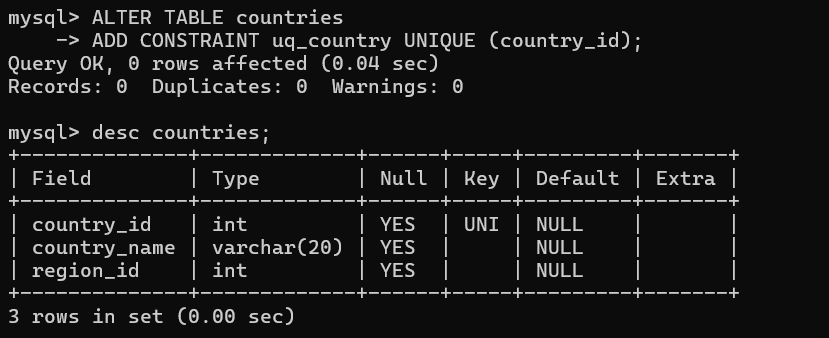 mysql> ALTER TABLE countries
    -> ADD CONSTRAINT uq_country UNIQUE (country_id);
Query OK, 0 rows affected (0.04 sec)
Records: 0  Duplicates: 0  Warnings: 0

mysql> desc countries;
+--------------+-------------+------+-----+---------+-------+
| Field        | Type        | Null | Key | Default | Extra |
+--------------+-------------+------+-----+---------+-------+
| country_id   | int         | YES  | UNI | NULL    |       |
| country_name | varchar(20) | YES  |     | NULL    |       |
| region_id    | int         | YES  |     | NULL    |       |
+--------------+-------------+------+-----+---------+-------+
3 rows in set (0.00 sec)